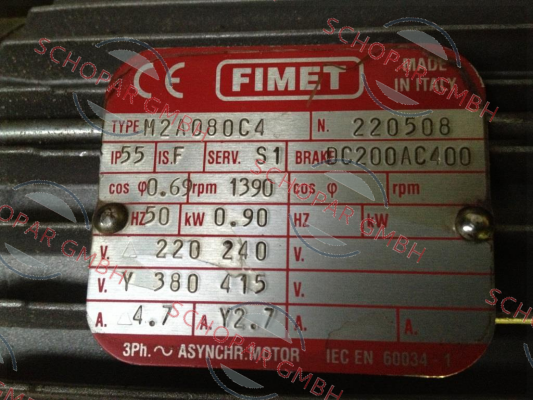 CE FIMET MADE IN ITALY
TYPE M2A080C4 N. 220508
IP55 IS.F SERV. S1 BRAKE DC200AC400
cos φ 0.69 rpm 1390 cos φ rpm
HZ 50 kW 0.90 HZ kW
V. 220 240 V.
V. Y 380 415 V.
A. 4.7 A. Y2.7 A. A.
3Ph. ~ ASYNCHR. MOTOR IEC EN 60034 - 1
SCHOPAR GMBH